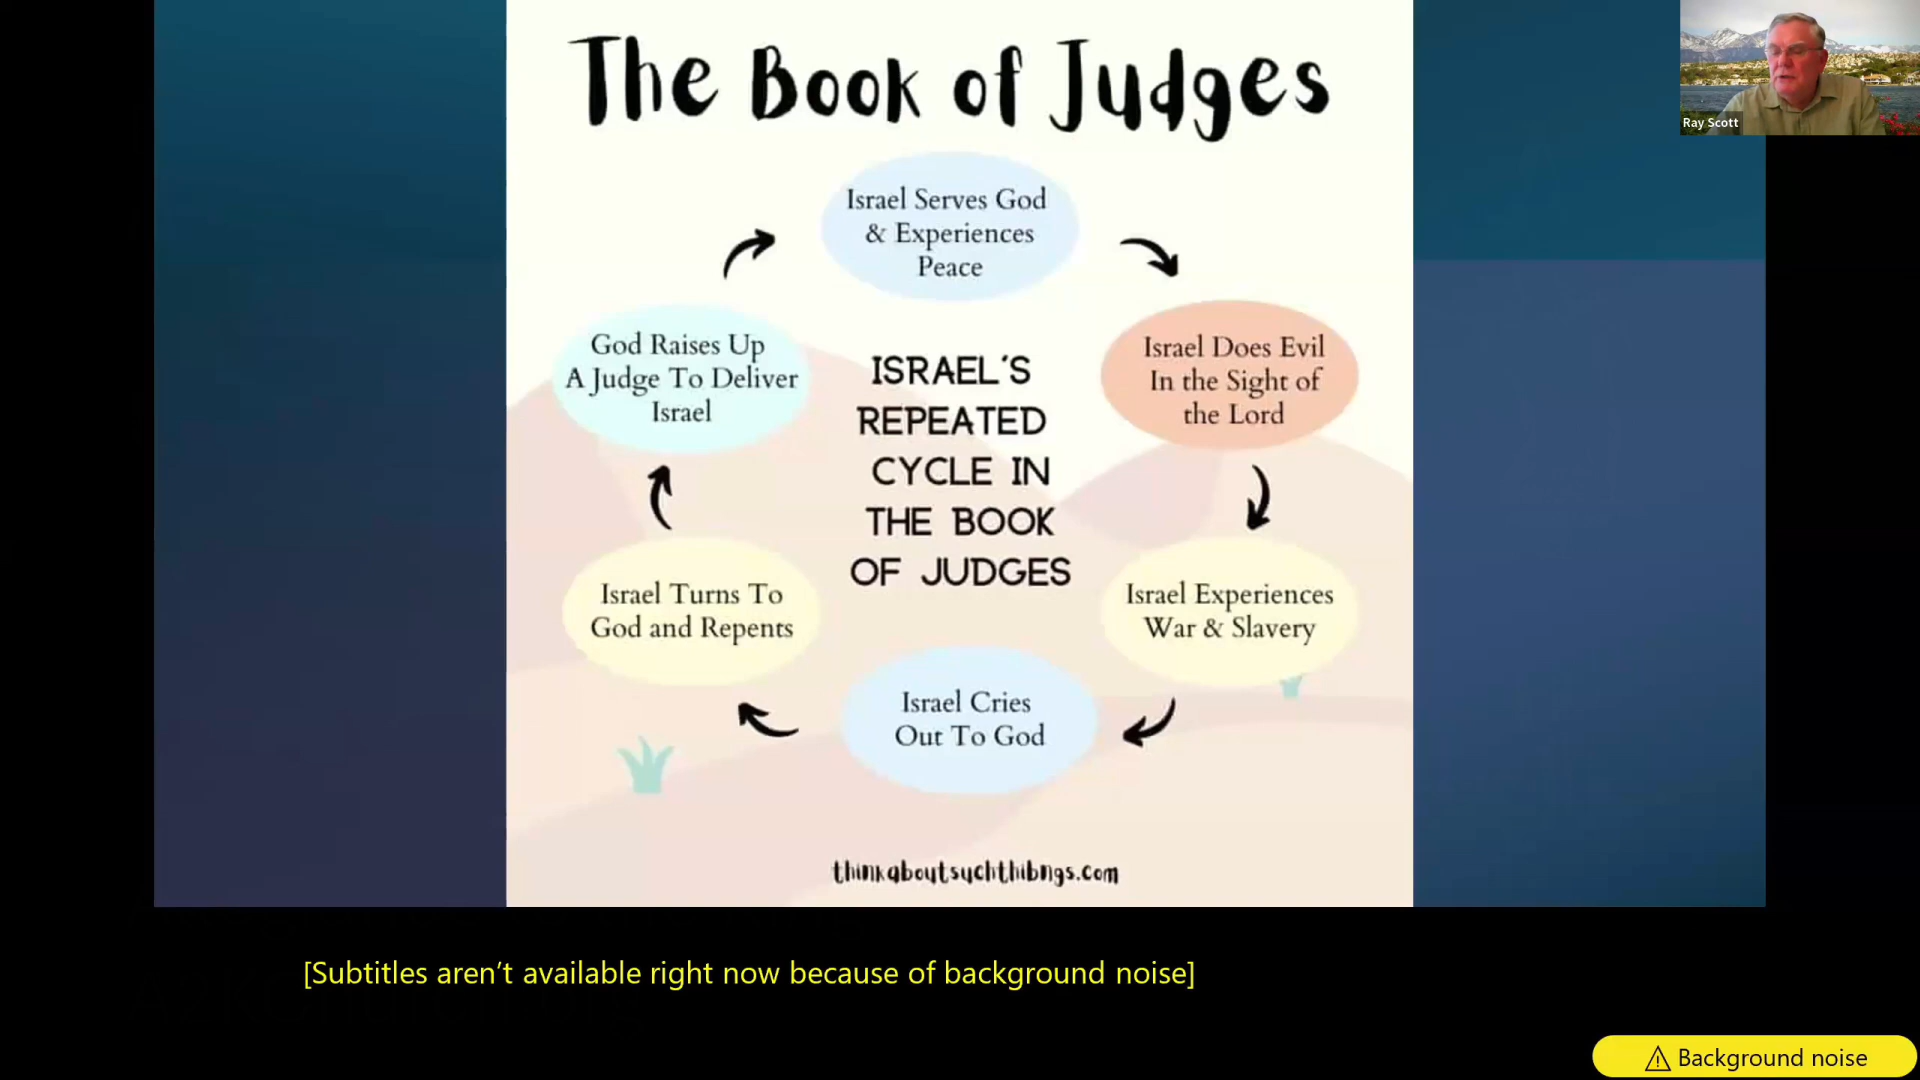 The Book of Judges
Ray Scott
Israel Serves God
& Experiences
Peace
Israel Does Evil
In the Sight of
the Lord
Israel Experiences
War & Slavery
Israel Cries
Out To God
Israel Turns To
God and Repents
God Raises Up
A Judge To Deliver
Israel
ISRAEL'S
REPEATED
CYCLE IN
THE BOOK
OF JUDGES
thinkaboutsuchthibngs.com
[Subtitles aren't available right now because of background noise]
Background noise